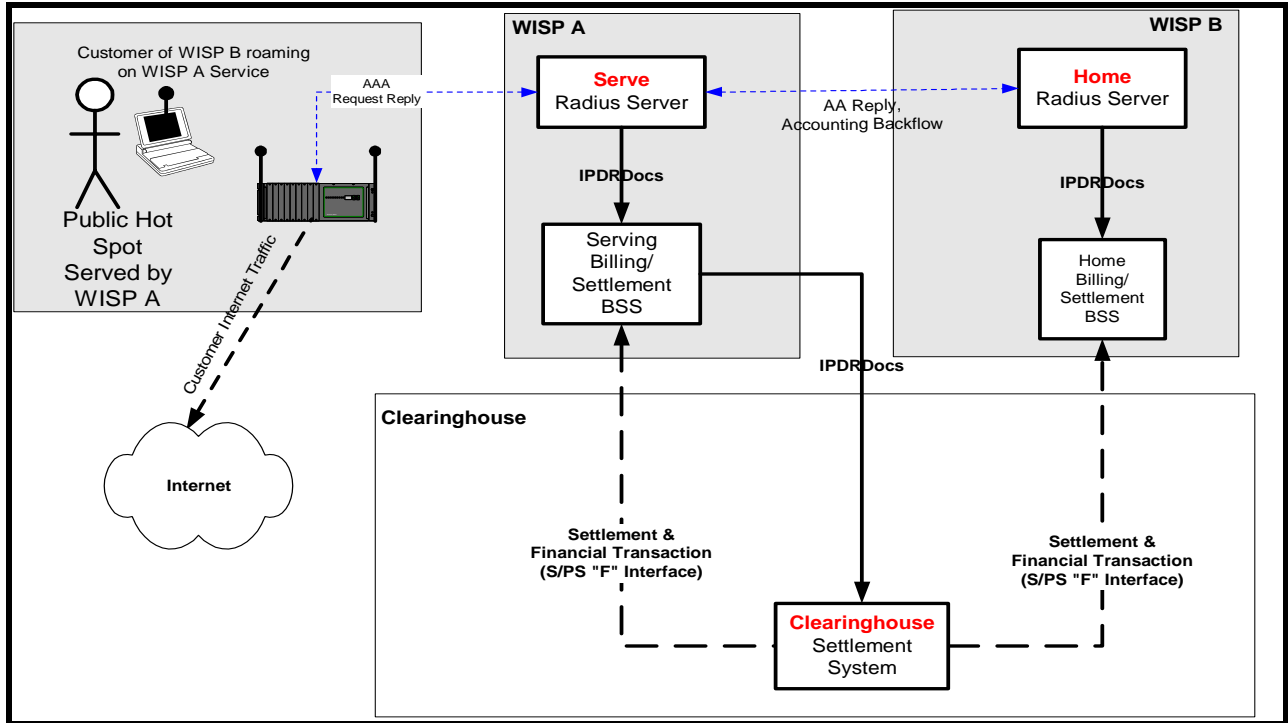 Customer of WISP B roaming
on WISP A Service
Public Hot
Spot
Served by
WISP A
AAA
Request Reply
Customer Internet Traffic
Internet
WISP A
Serve
Radius Server
IPDRDocs
Serving
Billing/
Settlement
BSS
AA Reply,
Accounting Backflow
WISP B
Home
Radius Server
IPDRDocs
Home
Billing/
Settlement
BSS
IPDRDocs
Clearinghouse
Settlement &
Financial Transaction
(S/PS "F" Interface)
Settlement &
Financial Transaction
(S/PS "F" Interface)
Clearinghouse
Settlement
System